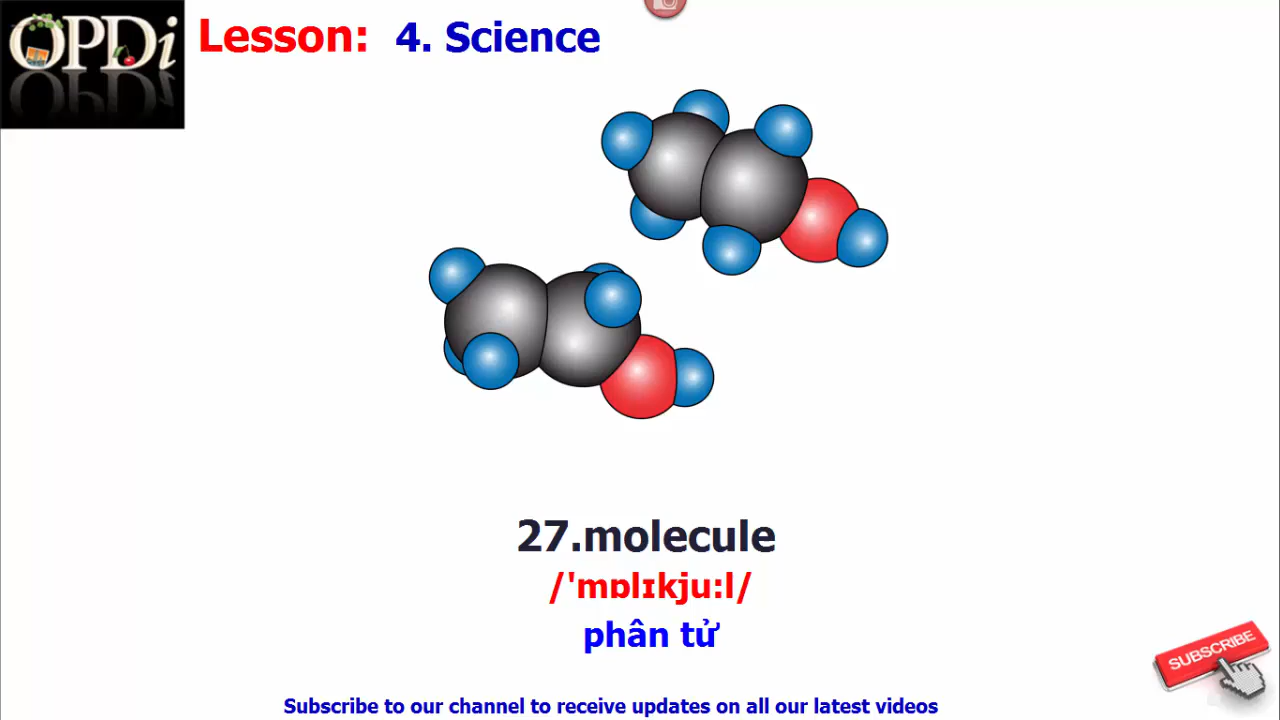 OPDi
Lesson: 4. Science
27.molecule
/ˈmɒlɪkju:l/
phân tử
SUBSCRIBE
Subscribe to our channel to receive updates on all our latest videos